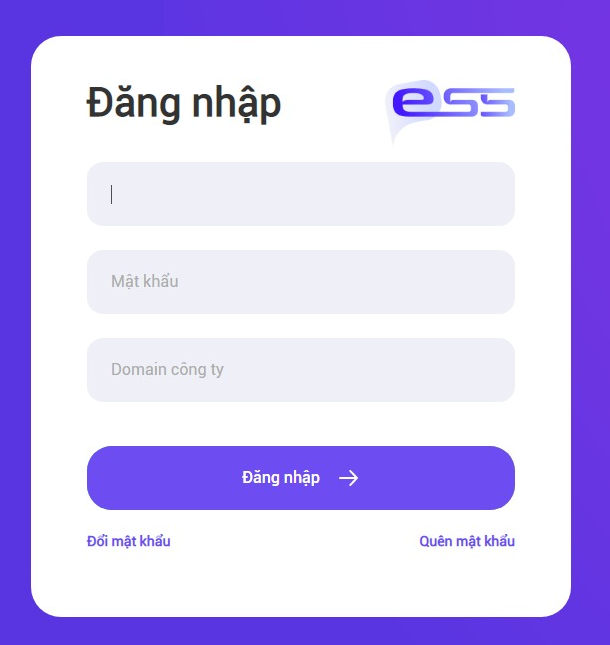 Đăng nhập
ess
Mật khẩu
Domain công ty
Đăng nhập
Đổi mật khẩu
Quên mật khẩu